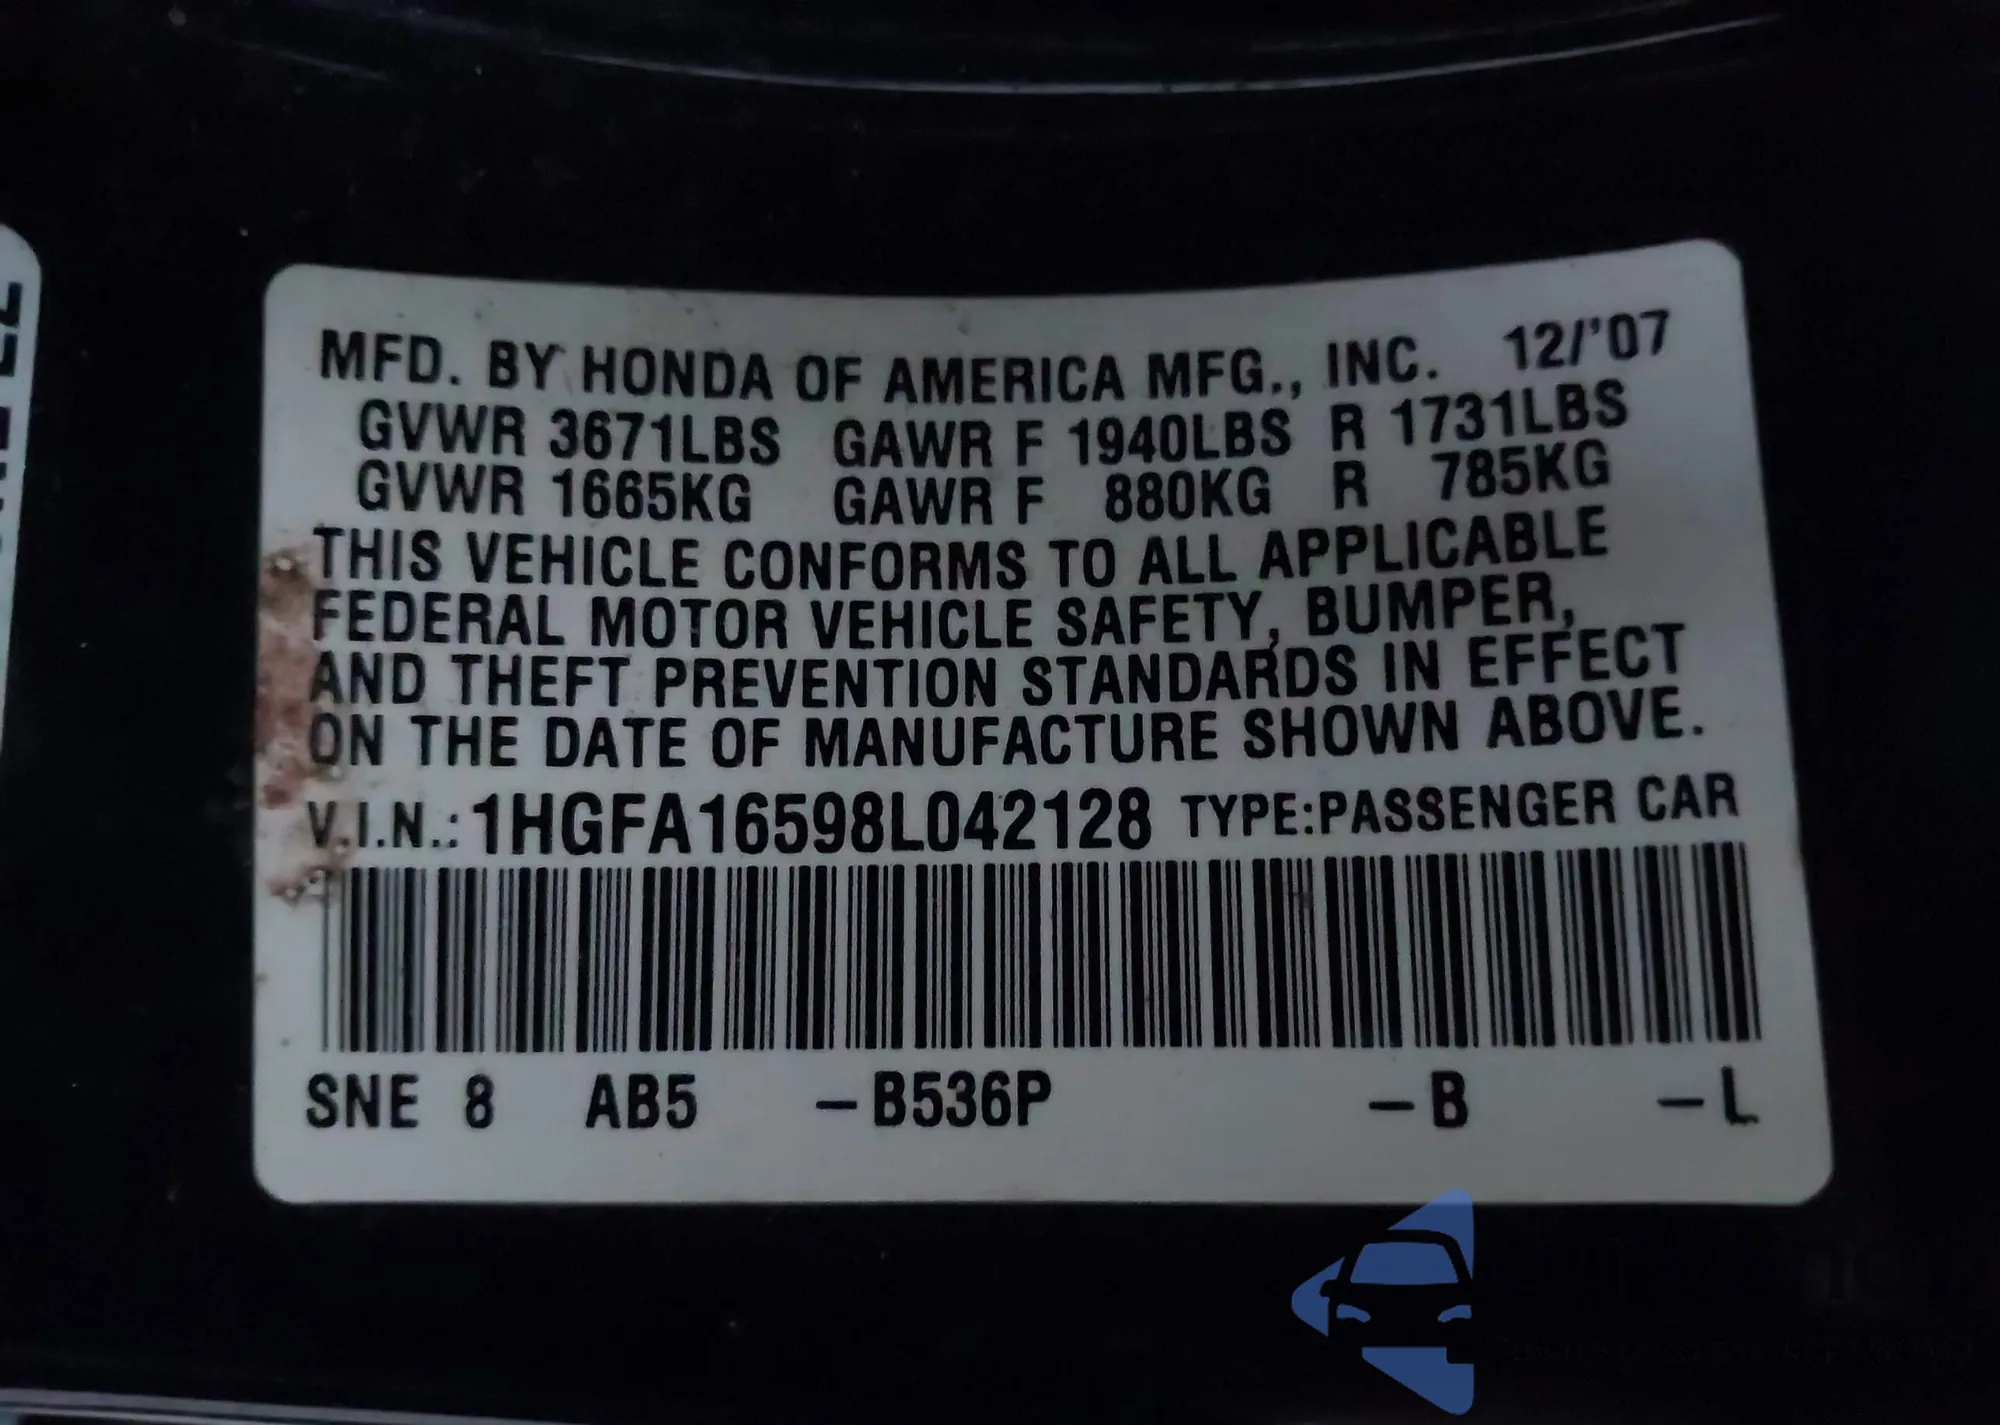 MFD. BY HONDA OF AMERICA MFG., INC. 12/'07
GVWR 3671LBS GAWR F 1940LBS R 1731LBS
GVWR 1665KG GAWR F 880KG R 785KG
THIS VEHICLE CONFORMS TO ALL APPLICABLE
FEDERAL MOTOR VEHICLE SAFETY, BUMPER,
AND THEFT PREVENTION STANDARDS IN EFFECT
ON THE DATE OF MANUFACTURE SHOWN ABOVE.
V.I.N.: 1HGFA16598L042128 TYPE:PASSENGER CAR
SNE 8 AB5 –B536P –B –L